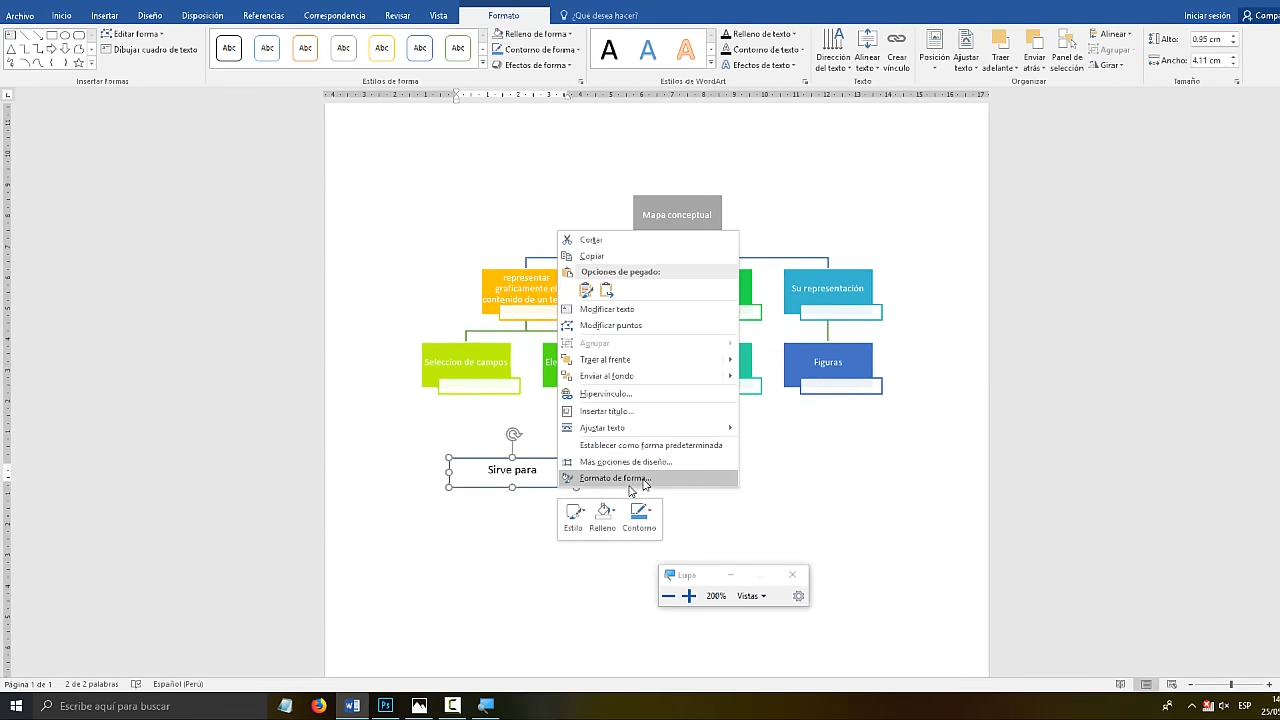 Archivo Inicio Insertar Diseño Disposición Referencias Correspondencia Revisar Vista Formato ¿Qué desea hacer? Iniciar sesión
Editar forma
Dibujar cuadro de texto
Insertar formas
Abc Abc Abc Abc Abc Abc Abc
Estilos de forma
Relleno de forma
Contorno de forma
Efectos de forma
A A A
Estilos de WordArt
Relleno de texto
Contorno de texto
Efectos de texto
Dirección del texto
Alinear texto
Crear vínculo
Texto
Posición
Ajustar texto
Traer adelante
Enviar atrás
Panel de selección
Alinear
Agrupar
Girar
Organizar
Alto: 0.95 cm
Ancho: 4.11 cm
Tamaño
Mapa conceptual
representar
graficamente el
contenido de un
Su representación
Seleccion de campos
Figuras
Sirve para
Cortar
Copiar
Opciones de pegado:
Modificar texto
Modificar puntos
Agrupar
Traer al frente
Enviar al fondo
Hipervínculo...
Insertar título...
Ajustar texto
Establecer como forma predeterminada
Más opciones de diseño...
Formato de forma...
Estilo Relleno Contorno
Lupa
200% Vistas
Página 1 de 1 2 de 2 palabras Español (Perú)
Escribe aquí para buscar
ESP